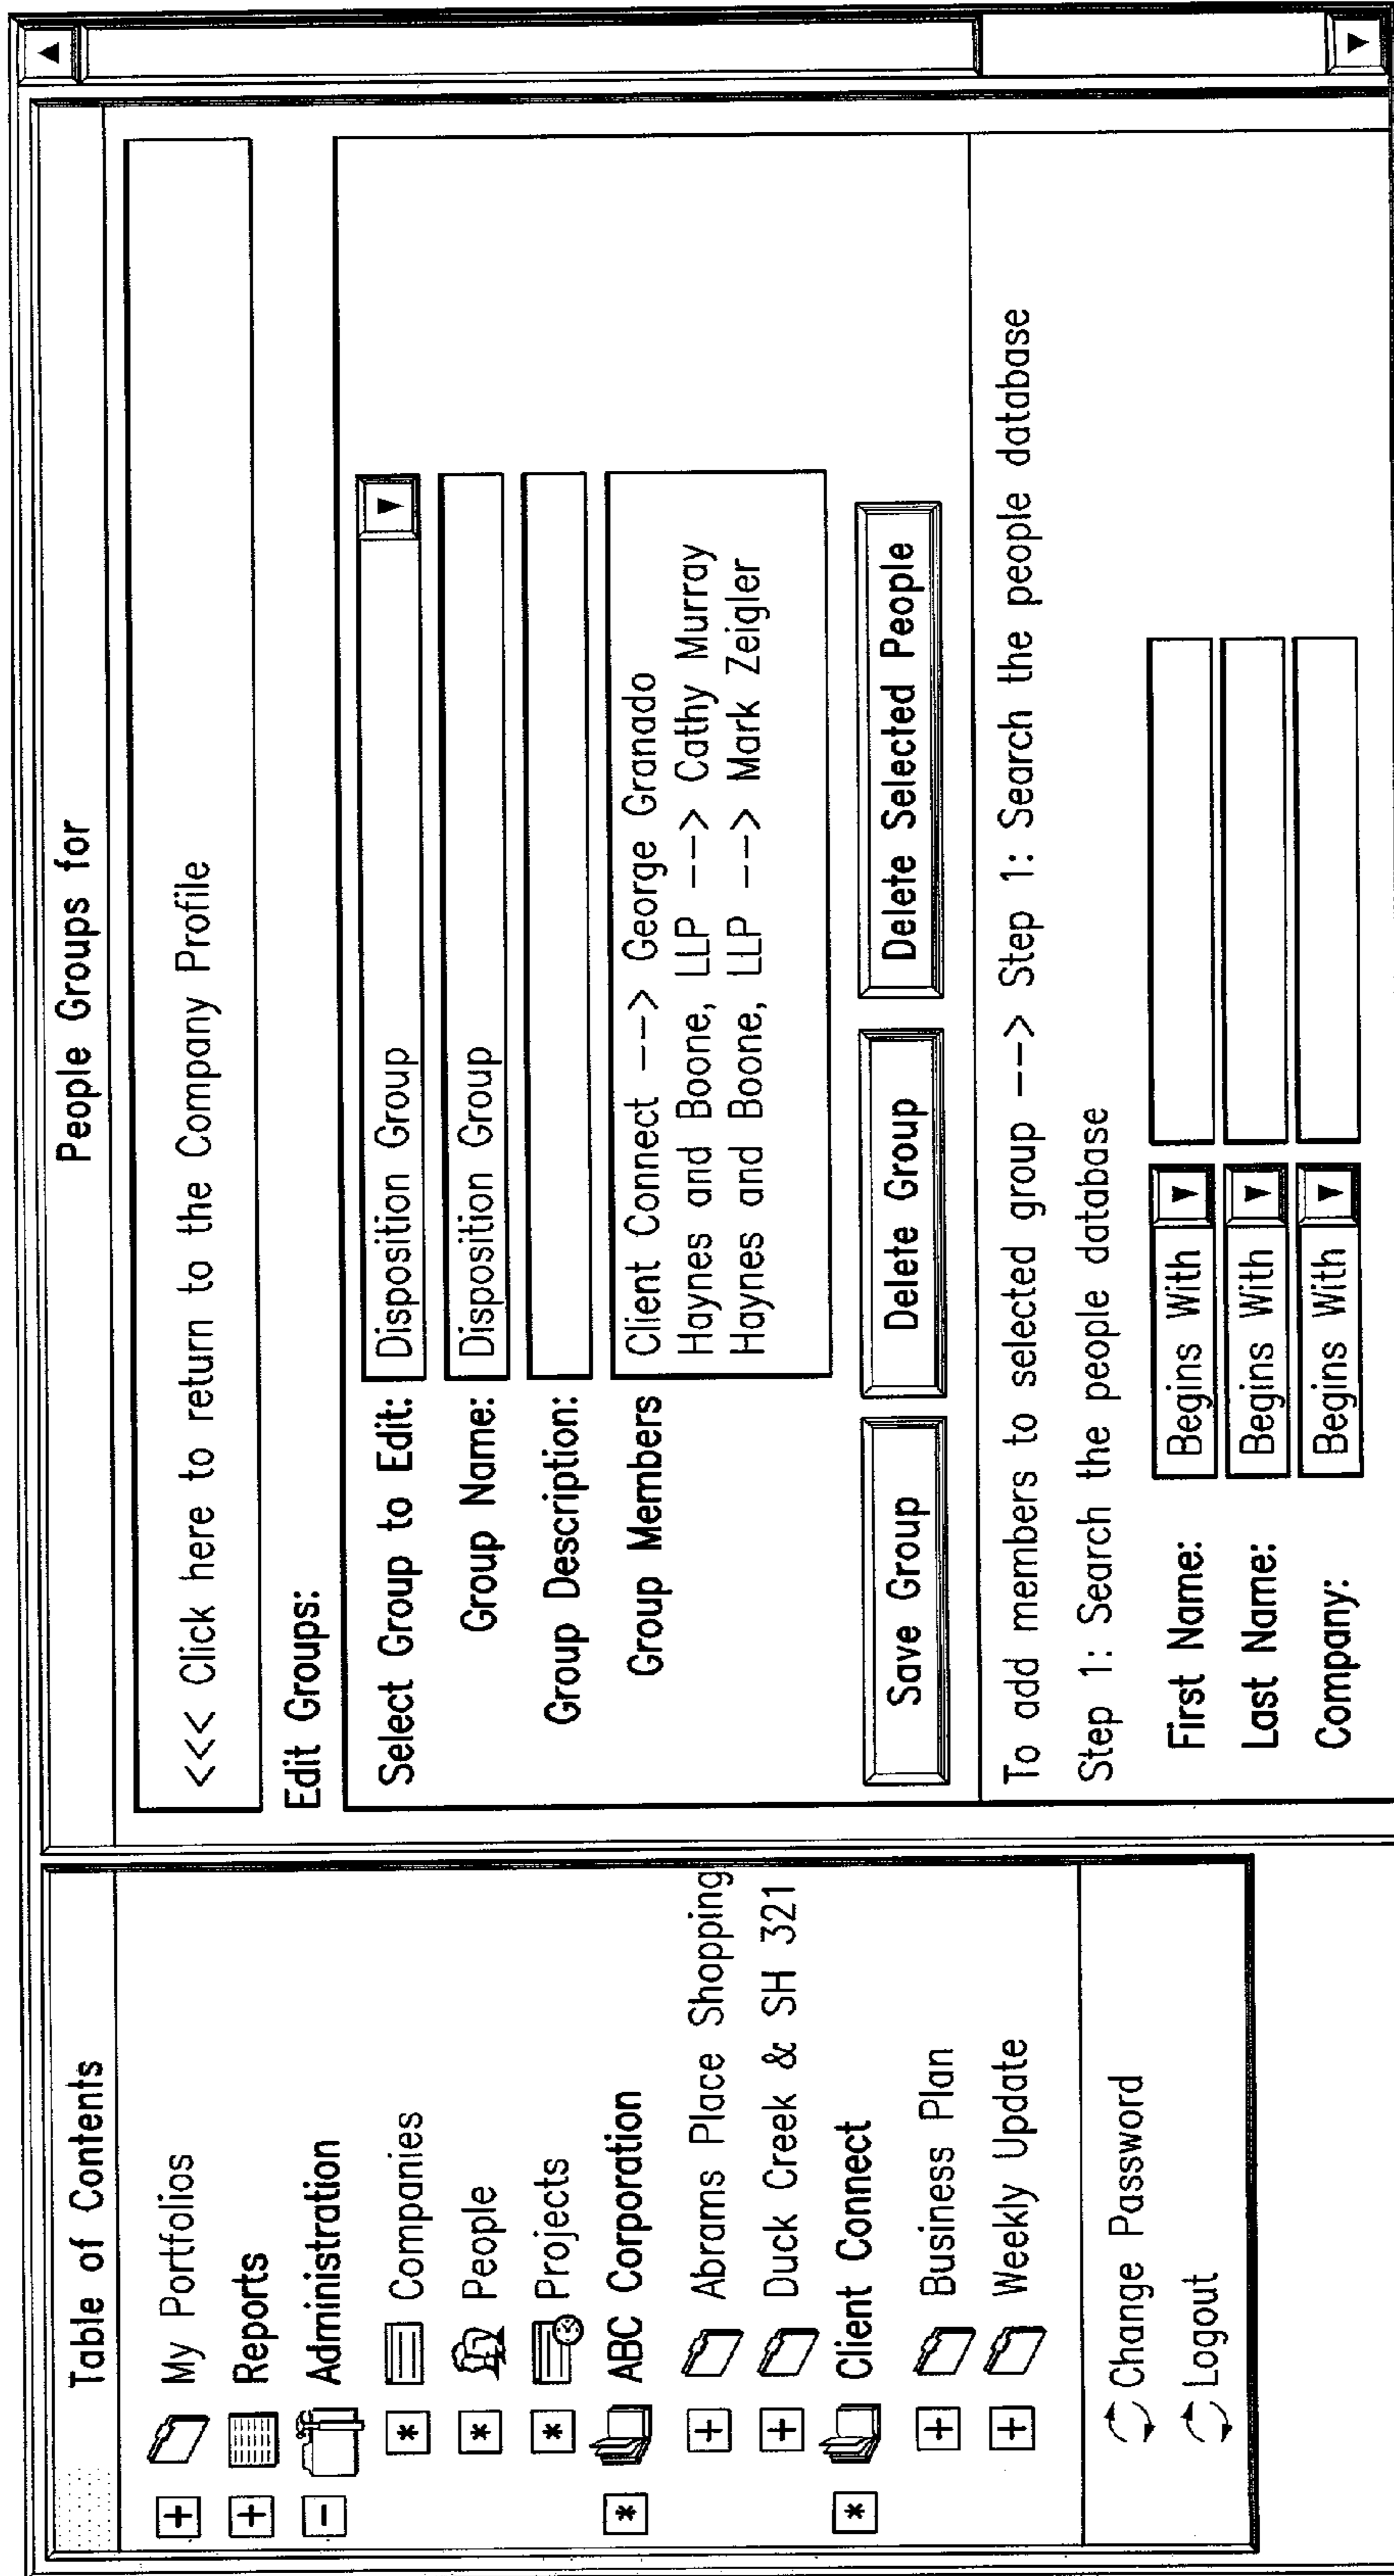 Table of Contents
+ My Portfolios
+ Reports
- Administration
* Companies
* People
* Projects
* ABC Corporation
+ Abrams Place Shopping
+ Duck Creek & SH 321
* Client Connect
+ Business Plan
+ Weekly Update
Change Password
Logout
People Groups for
<<< Click here to return to the Company Profile
Edit Groups:
Select Group to Edit: Disposition Group
Group Name: Disposition Group
Group Description:
Group Members Client Connect --> George Granado
Haynes and Boone, LLP --> Cathy Murray
Haynes and Boone, LLP --> Mark Zeigler
Save Group Delete Group Delete Selected People
To add members to selected group --> Step 1: Search the people database
Step 1: Search the people database
First Name: Begins With
Last Name: Begins With
Company: Begins With